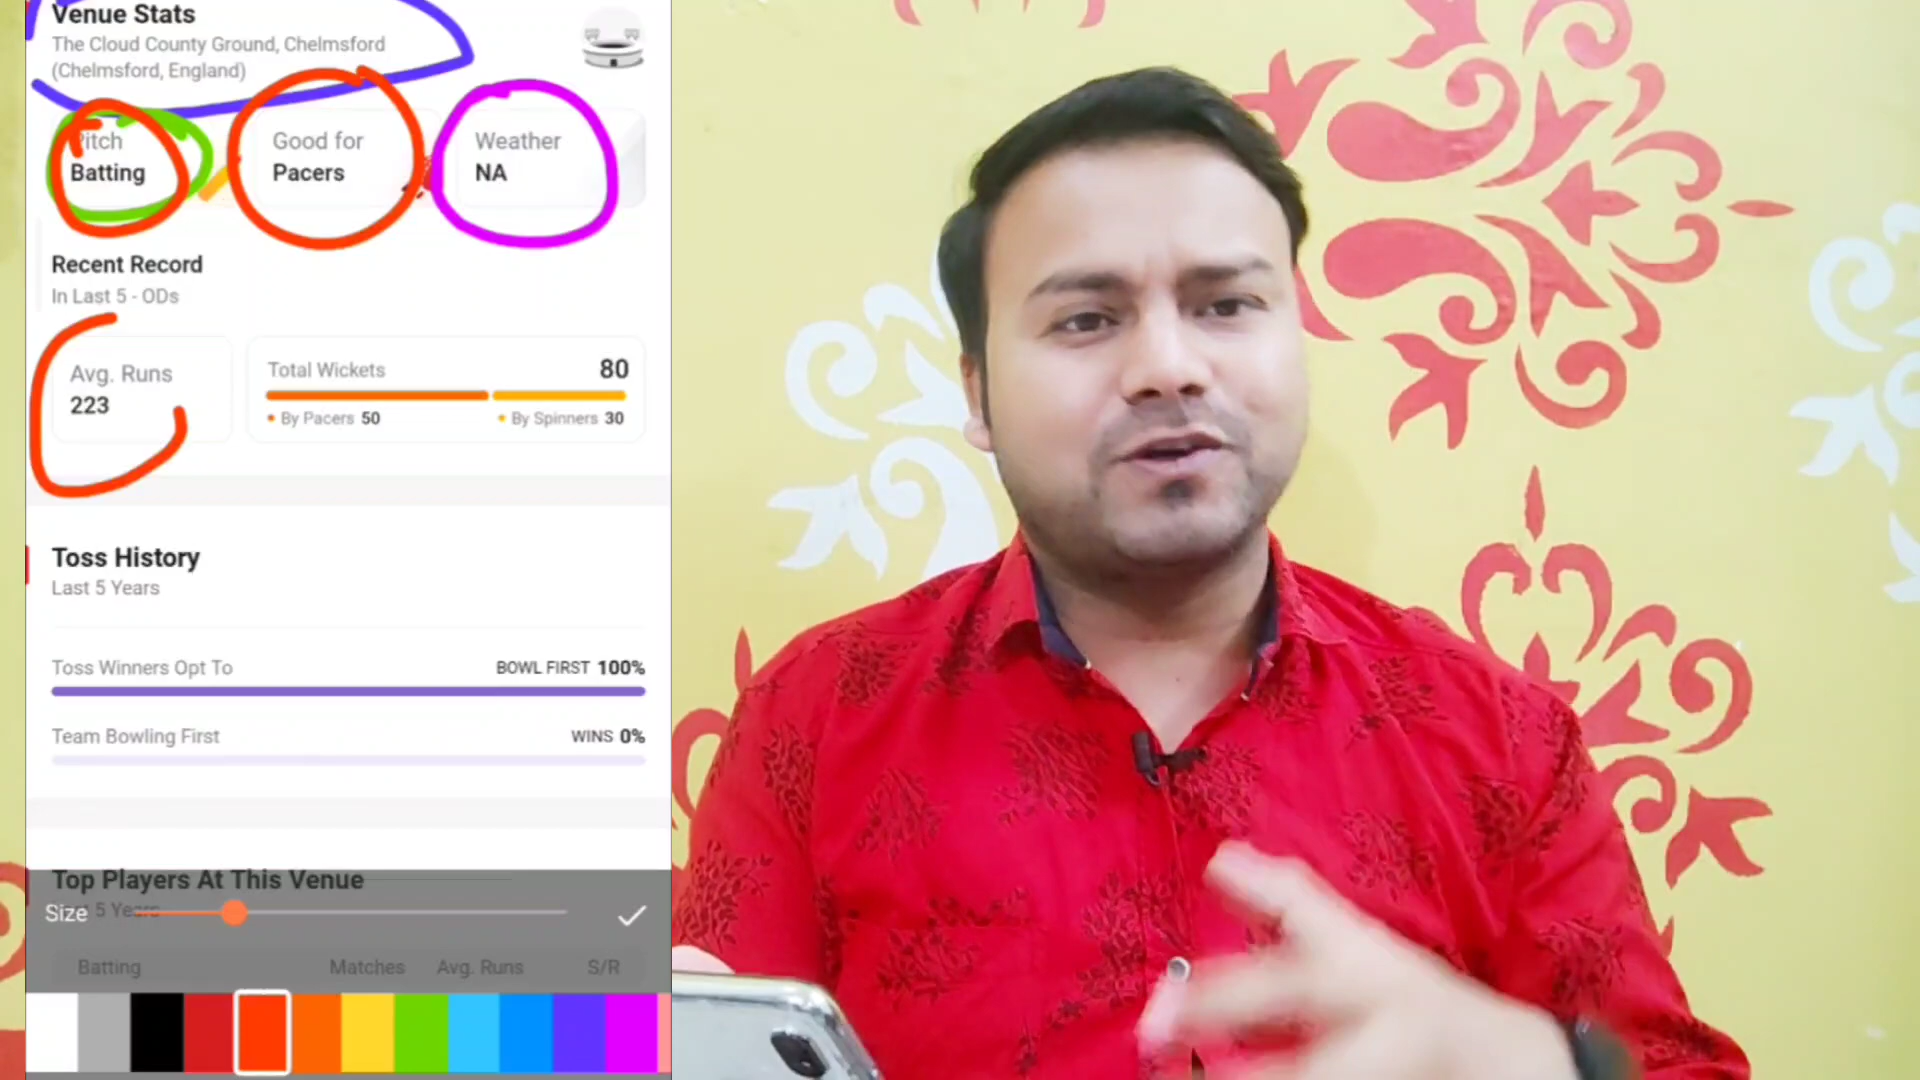 Venue Stats
The Cloud County Ground, Chelmsford
(Chelmsford, England)
Pitch
Batting
Good for
Pacers
Weather
NA
Recent Record
In Last 5 - ODs
Avg. Runs
223
Total Wickets 80
By Pacers 50 By Spinners 30
Toss History
Last 5 Years
Toss Winners Opt To BOWL FIRST 100%
Team Bowling First WINS 0%
Top Players At This Venue
5 Years
Size
Batting Matches Avg. Runs S/R